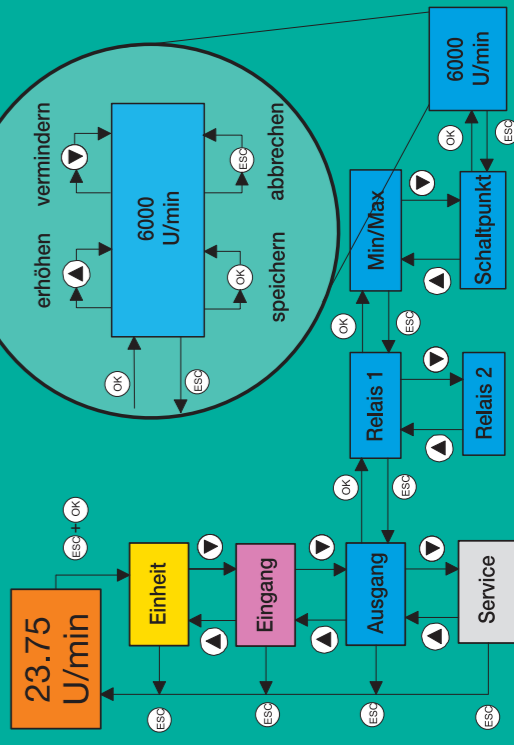 23.75
U/min
ESC + OK
Einheit
ESC
Eingang
ESC
Ausgang
ESC
Service
ESC
OK
ESC
Relais 1
Relais 2
OK
ESC
Min/Max
Schaltpunkt
OK
ESC
6000
U/min
OK
ESC
erhöhen
vermindern
6000
U/min
OK
speichern
ESC
abbrechen